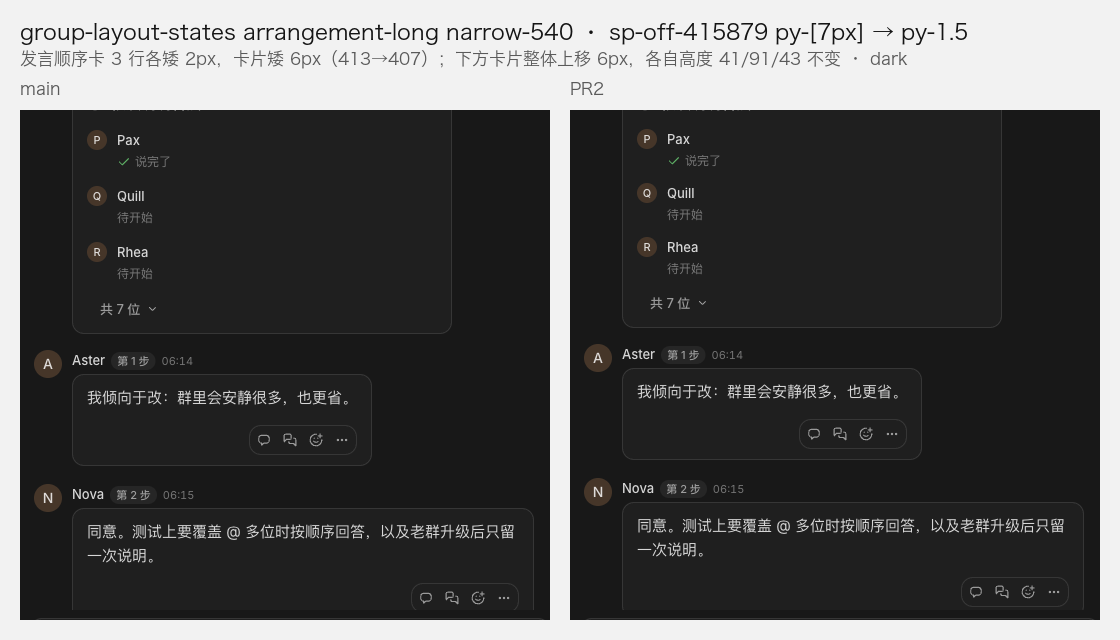 group-layout-states arrangement-long narrow-540 · sp-off-415879 py-[7px] → py-1.5
发言顺序卡 3 行各矮 2px，卡片矮 6px（413→407）；下方卡片整体上移 6px，各自高度 41/91/43 不变 · dark
main
P Pax
说完了
Q Quill
待开始
R Rhea
待开始
共 7 位
A Aster 第 1 步 06:14
我倾向于改：群里会安静很多，也更省。
N Nova 第 2 步 06:15
同意。测试上要覆盖 @ 多位时按顺序回答，以及老群升级后只留
一次说明。
PR2
P Pax
说完了
Q Quill
待开始
R Rhea
待开始
共 7 位
A Aster 第 1 步 06:14
我倾向于改：群里会安静很多，也更省。
N Nova 第 2 步 06:15
同意。测试上要覆盖 @ 多位时按顺序回答，以及老群升级后只留
一次说明。